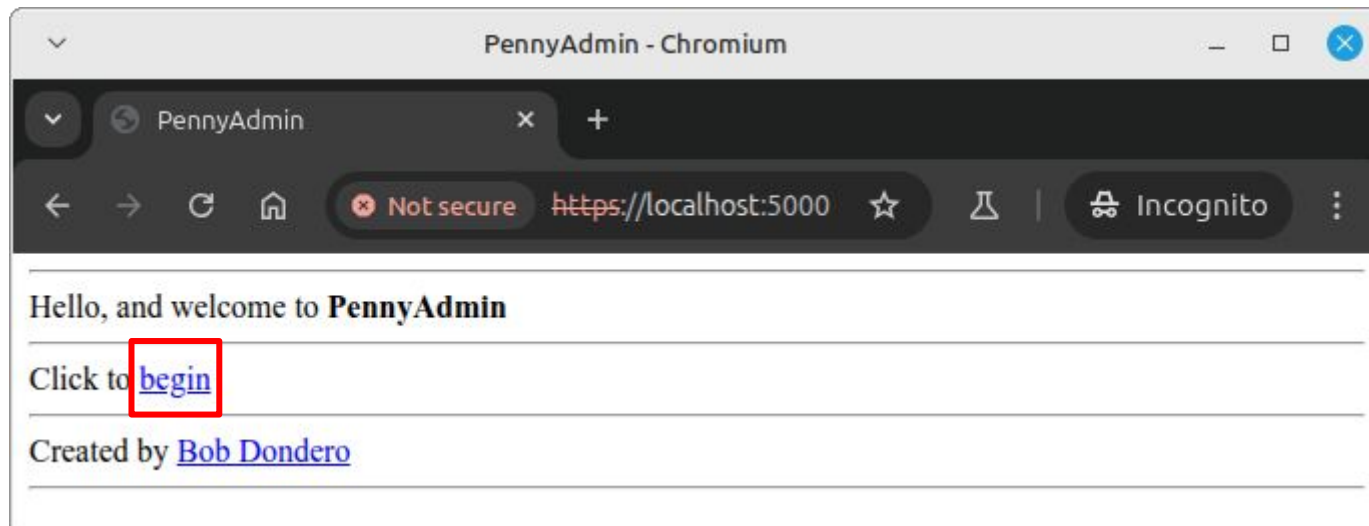 PennyAdmin - Chromium
PennyAdmin
Not secure https://localhost:5000 Incognito
Hello, and welcome to PennyAdmin
Click to begin
Created by Bob Dondero